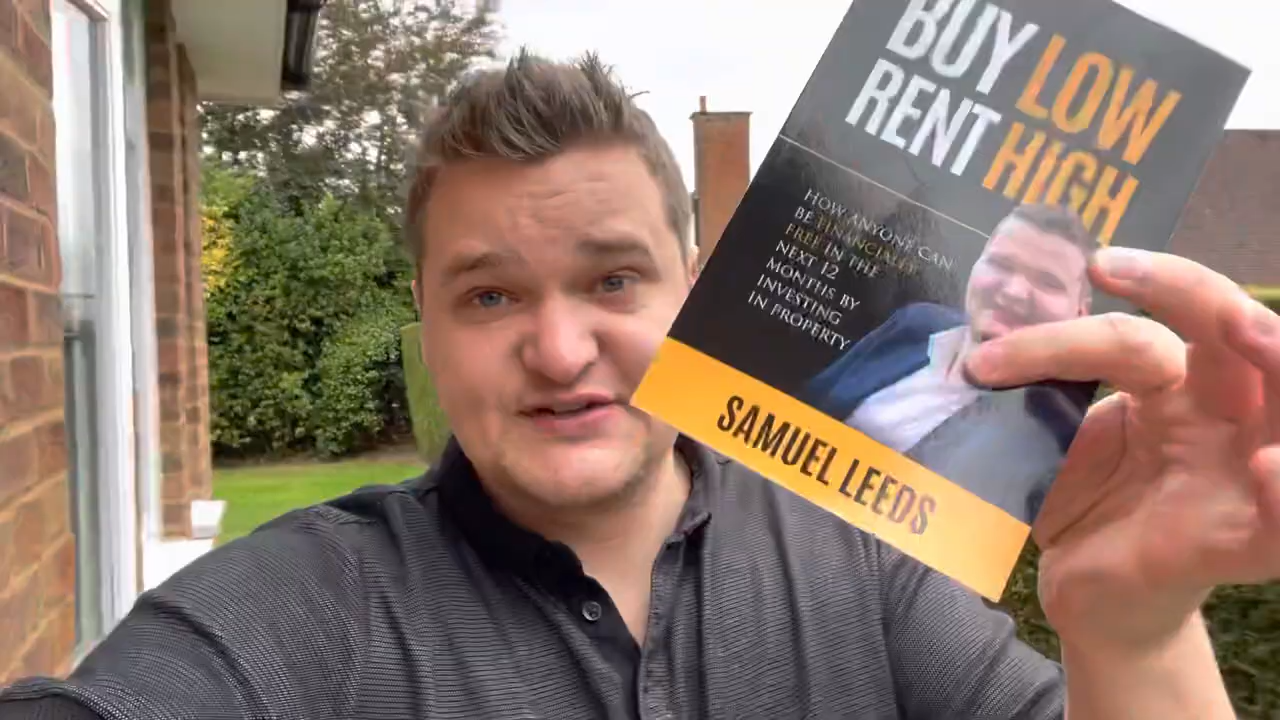 BUY LOW
RENT HIGH
HOW ANYONE CAN
BE FINANCIALLY
FREE IN THE
NEXT 12
MONTHS BY
INVESTING
IN PROPERTY
SAMUEL LEEDS